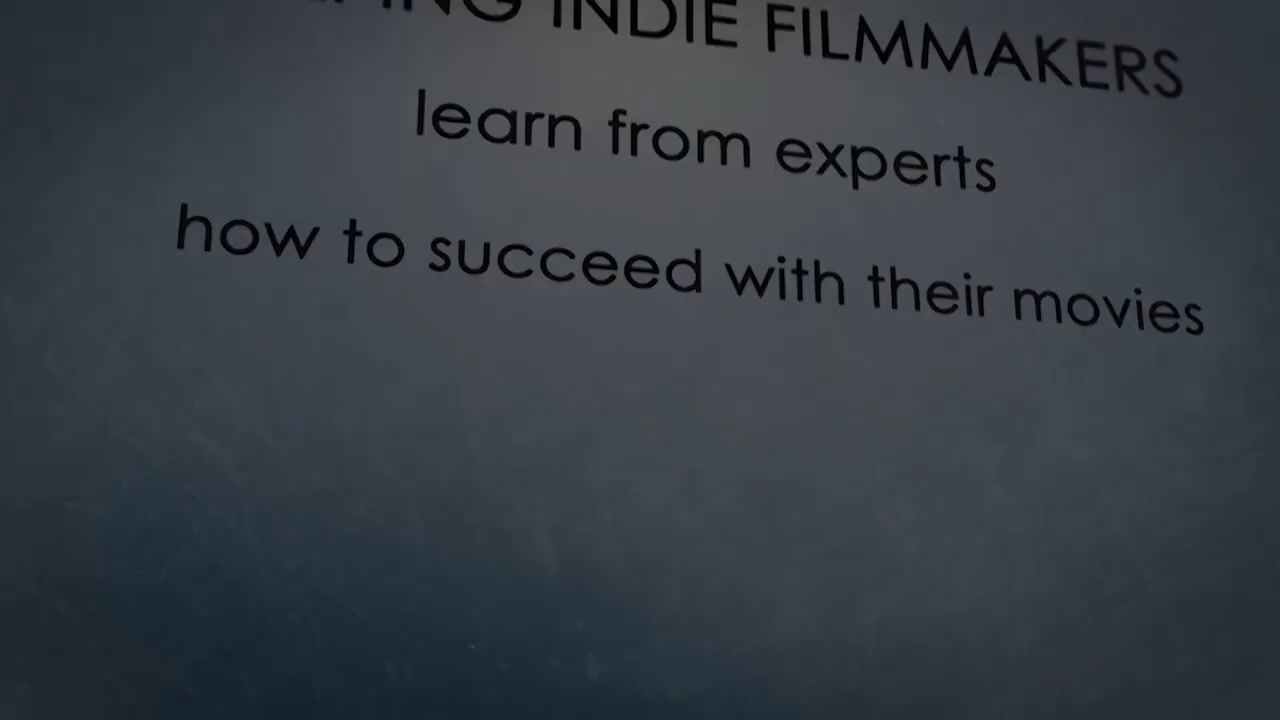 INDIE FILMMAKERS
learn from experts
how to succeed with their movies